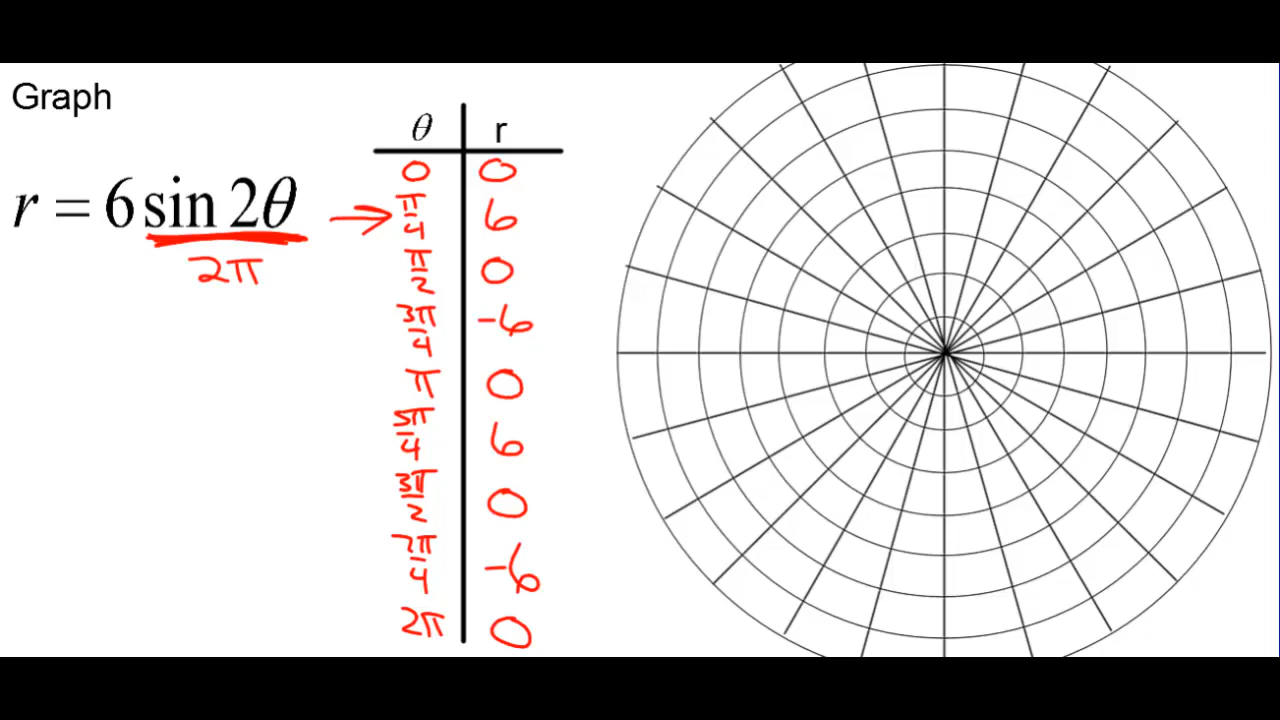 Graph
θ r
r = 6 sin 2θ
2π
0 0
π/4 6
π/2 0
3π/4 -6
π 0
5π/4 6
3π/2 0
7π/4 -6
2π 0